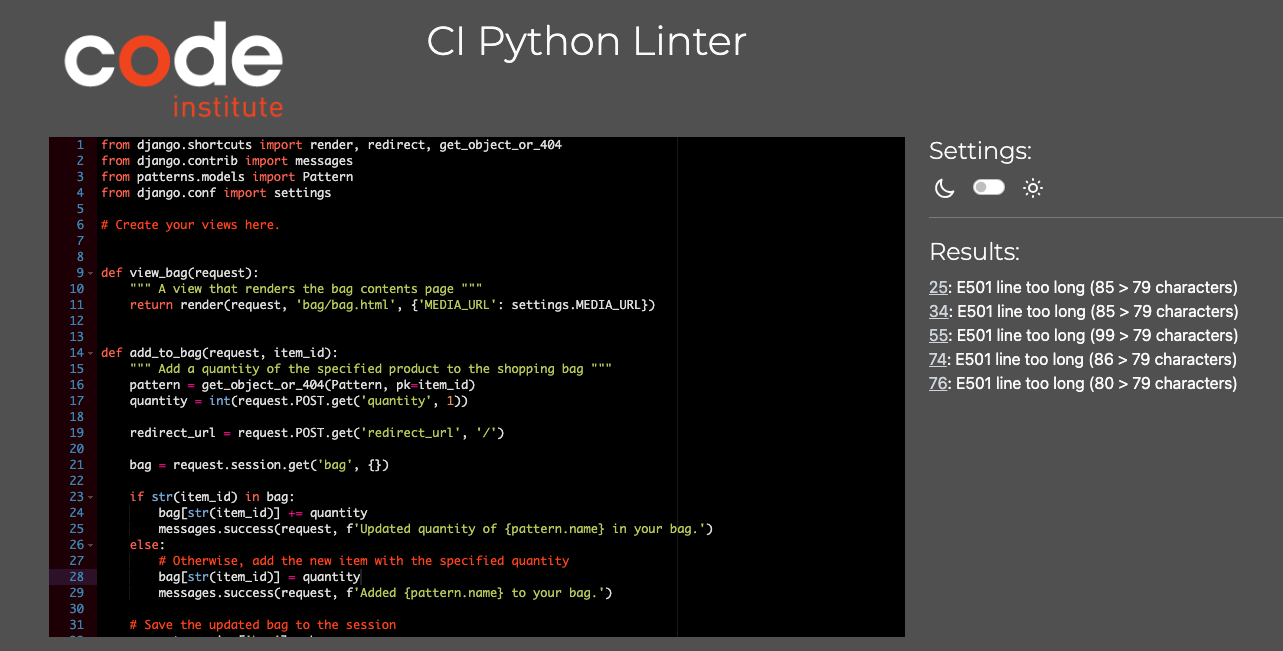 code
institute
CI Python Linter
1 from django.shortcuts import render, redirect, get_object_or_404
2 from django.contrib import messages
3 from patterns.models import Pattern
4 from django.conf import settings
5
6 # Create your views here.
7
8
9 def view_bag(request):
10     """ A view that renders the bag contents page """
11     return render(request, 'bag/bag.html', {'MEDIA_URL': settings.MEDIA_URL})
12
13
14 def add_to_bag(request, item_id):
15     """ Add a quantity of the specified product to the shopping bag """
16     pattern = get_object_or_404(Pattern, pk=item_id)
17     quantity = int(request.POST.get('quantity', 1))
18
19     redirect_url = request.POST.get('redirect_url', '/')
20
21     bag = request.session.get('bag', {})
22
23     if str(item_id) in bag:
24         bag[str(item_id)] += quantity
25         messages.success(request, f'Updated quantity of {pattern.name} in your bag.')
26     else:
27         # Otherwise, add the new item with the specified quantity
28         bag[str(item_id)] = quantity
29         messages.success(request, f'Added {pattern.name} to your bag.')
30
31     # Save the updated bag to the session
Settings:
Results:
25: E501 line too long (85 > 79 characters)
34: E501 line too long (85 > 79 characters)
55: E501 line too long (99 > 79 characters)
74: E501 line too long (86 > 79 characters)
76: E501 line too long (80 > 79 characters)